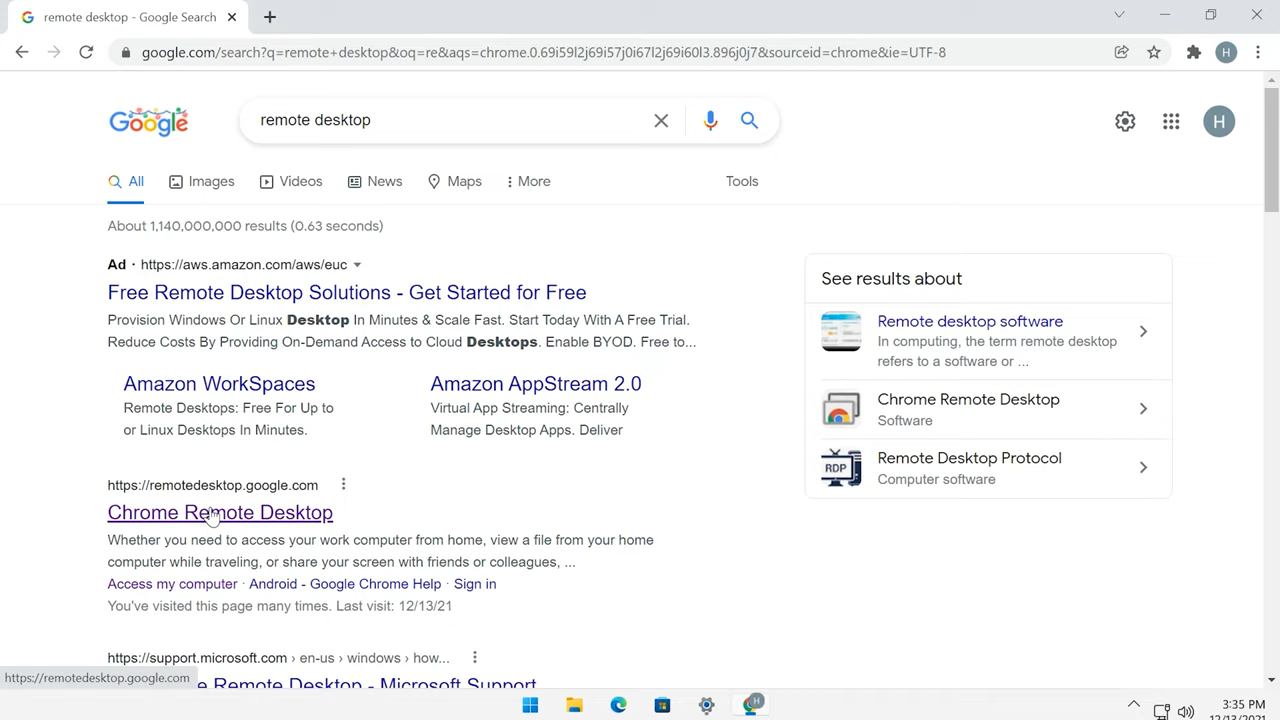 remote desktop - Google Search
google.com/search?q=remote+desktop&oq=re&aqs=chrome.0.69i59l2j69i57j0i67l2j69i60l3.896j0j7&sourceid=chrome&ie=UTF-8
H
Google
remote desktop
H
All
Images
Videos
News
Maps
More
Tools
About 1,140,000,000 results (0.63 seconds)
Ad · https://aws.amazon.com/aws/euc
Free Remote Desktop Solutions - Get Started for Free
Provision Windows Or Linux Desktop In Minutes & Scale Fast. Start Today With A Free Trial.
Reduce Costs By Providing On-Demand Access to Cloud Desktops. Enable BYOD. Free to...
Amazon WorkSpaces
Remote Desktops: Free For Up to
or Linux Desktops In Minutes.
Amazon AppStream 2.0
Virtual App Streaming: Centrally
Manage Desktop Apps. Deliver
https://remotedesktop.google.com
Chrome Remote Desktop
Whether you need to access your work computer from home, view a file from your home
computer while traveling, or share your screen with friends or colleagues, ...
Access my computer · Android - Google Chrome Help · Sign in
You've visited this page many times. Last visit: 12/13/21
https://support.microsoft.com › en-us › windows › how...
Remote Desktop - Microsoft Support
See results about
Remote desktop software
In computing, the term remote desktop
refers to a software or ...
Chrome Remote Desktop
Software
RDP
Remote Desktop Protocol
Computer software
https://remotedesktop.google.com
H
3:35 PM
12/13/2021